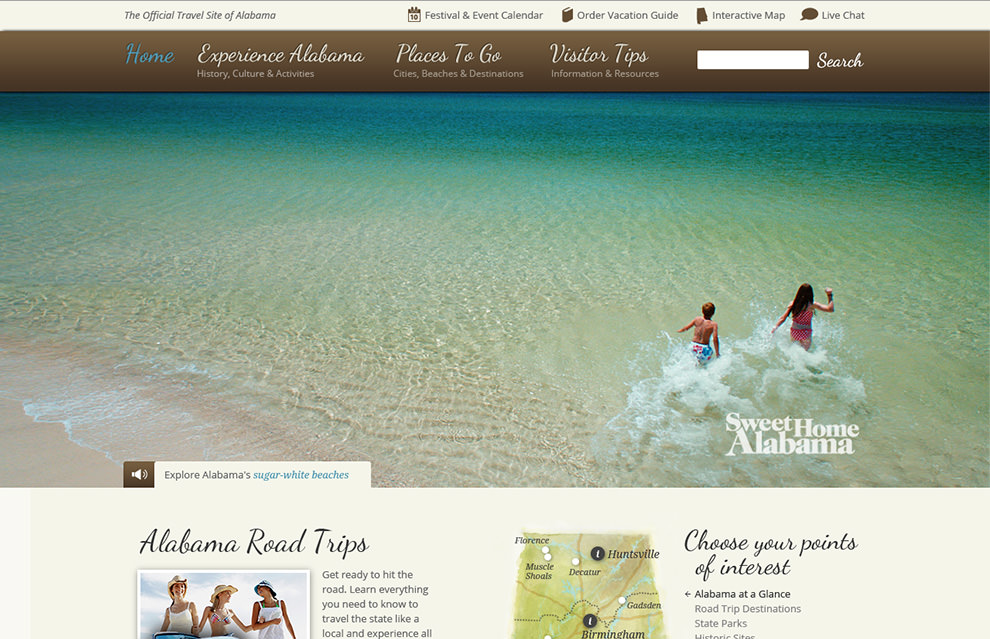 The Official Travel Site of Alabama
10
Festival & Event Calendar
Order Vacation Guide
Interactive Map
Live Chat
Home
Experience Alabama
History, Culture & Activities
Places To Go
Cities, Beaches & Destinations
Visitor Tips
Information & Resources
Search
Sweet Home
Alabama
Explore Alabama's sugar-white beaches
Alabama Road Trips
Get ready to hit the
road. Learn everything
you need to know to
travel the state like a
local and experience all
Florence
Muscle
Shoals
Decatur
i Huntsville
Gadsden
i
Birmingham
Choose your points
of interest
Alabama at a Glance
Road Trip Destinations
State Parks
Historic Sites